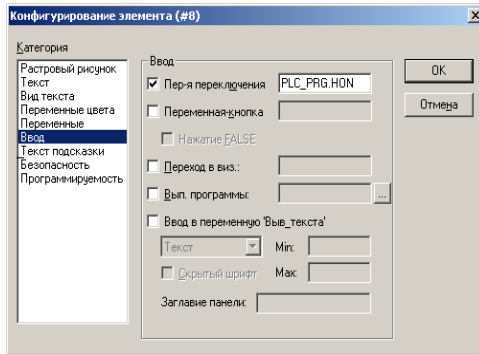 Конфигурирование элемента (#8)
Категория
Растровый рисунок
Текст
Вид текста
Переменные цвета
Переменные
Ввод
Текст подсказки
Безопасность
Программируемость
Ввод
Пер-я переключения PLC_PRG.HON
Переменная-кнопка
Нажатие FALSE
Переход в виз.:
Вып. программы: ...
Ввод в переменную 'Выв_текста'
Текст Min:
Скрытый шрифт Max:
Заглавие панели:
OK
Отмена